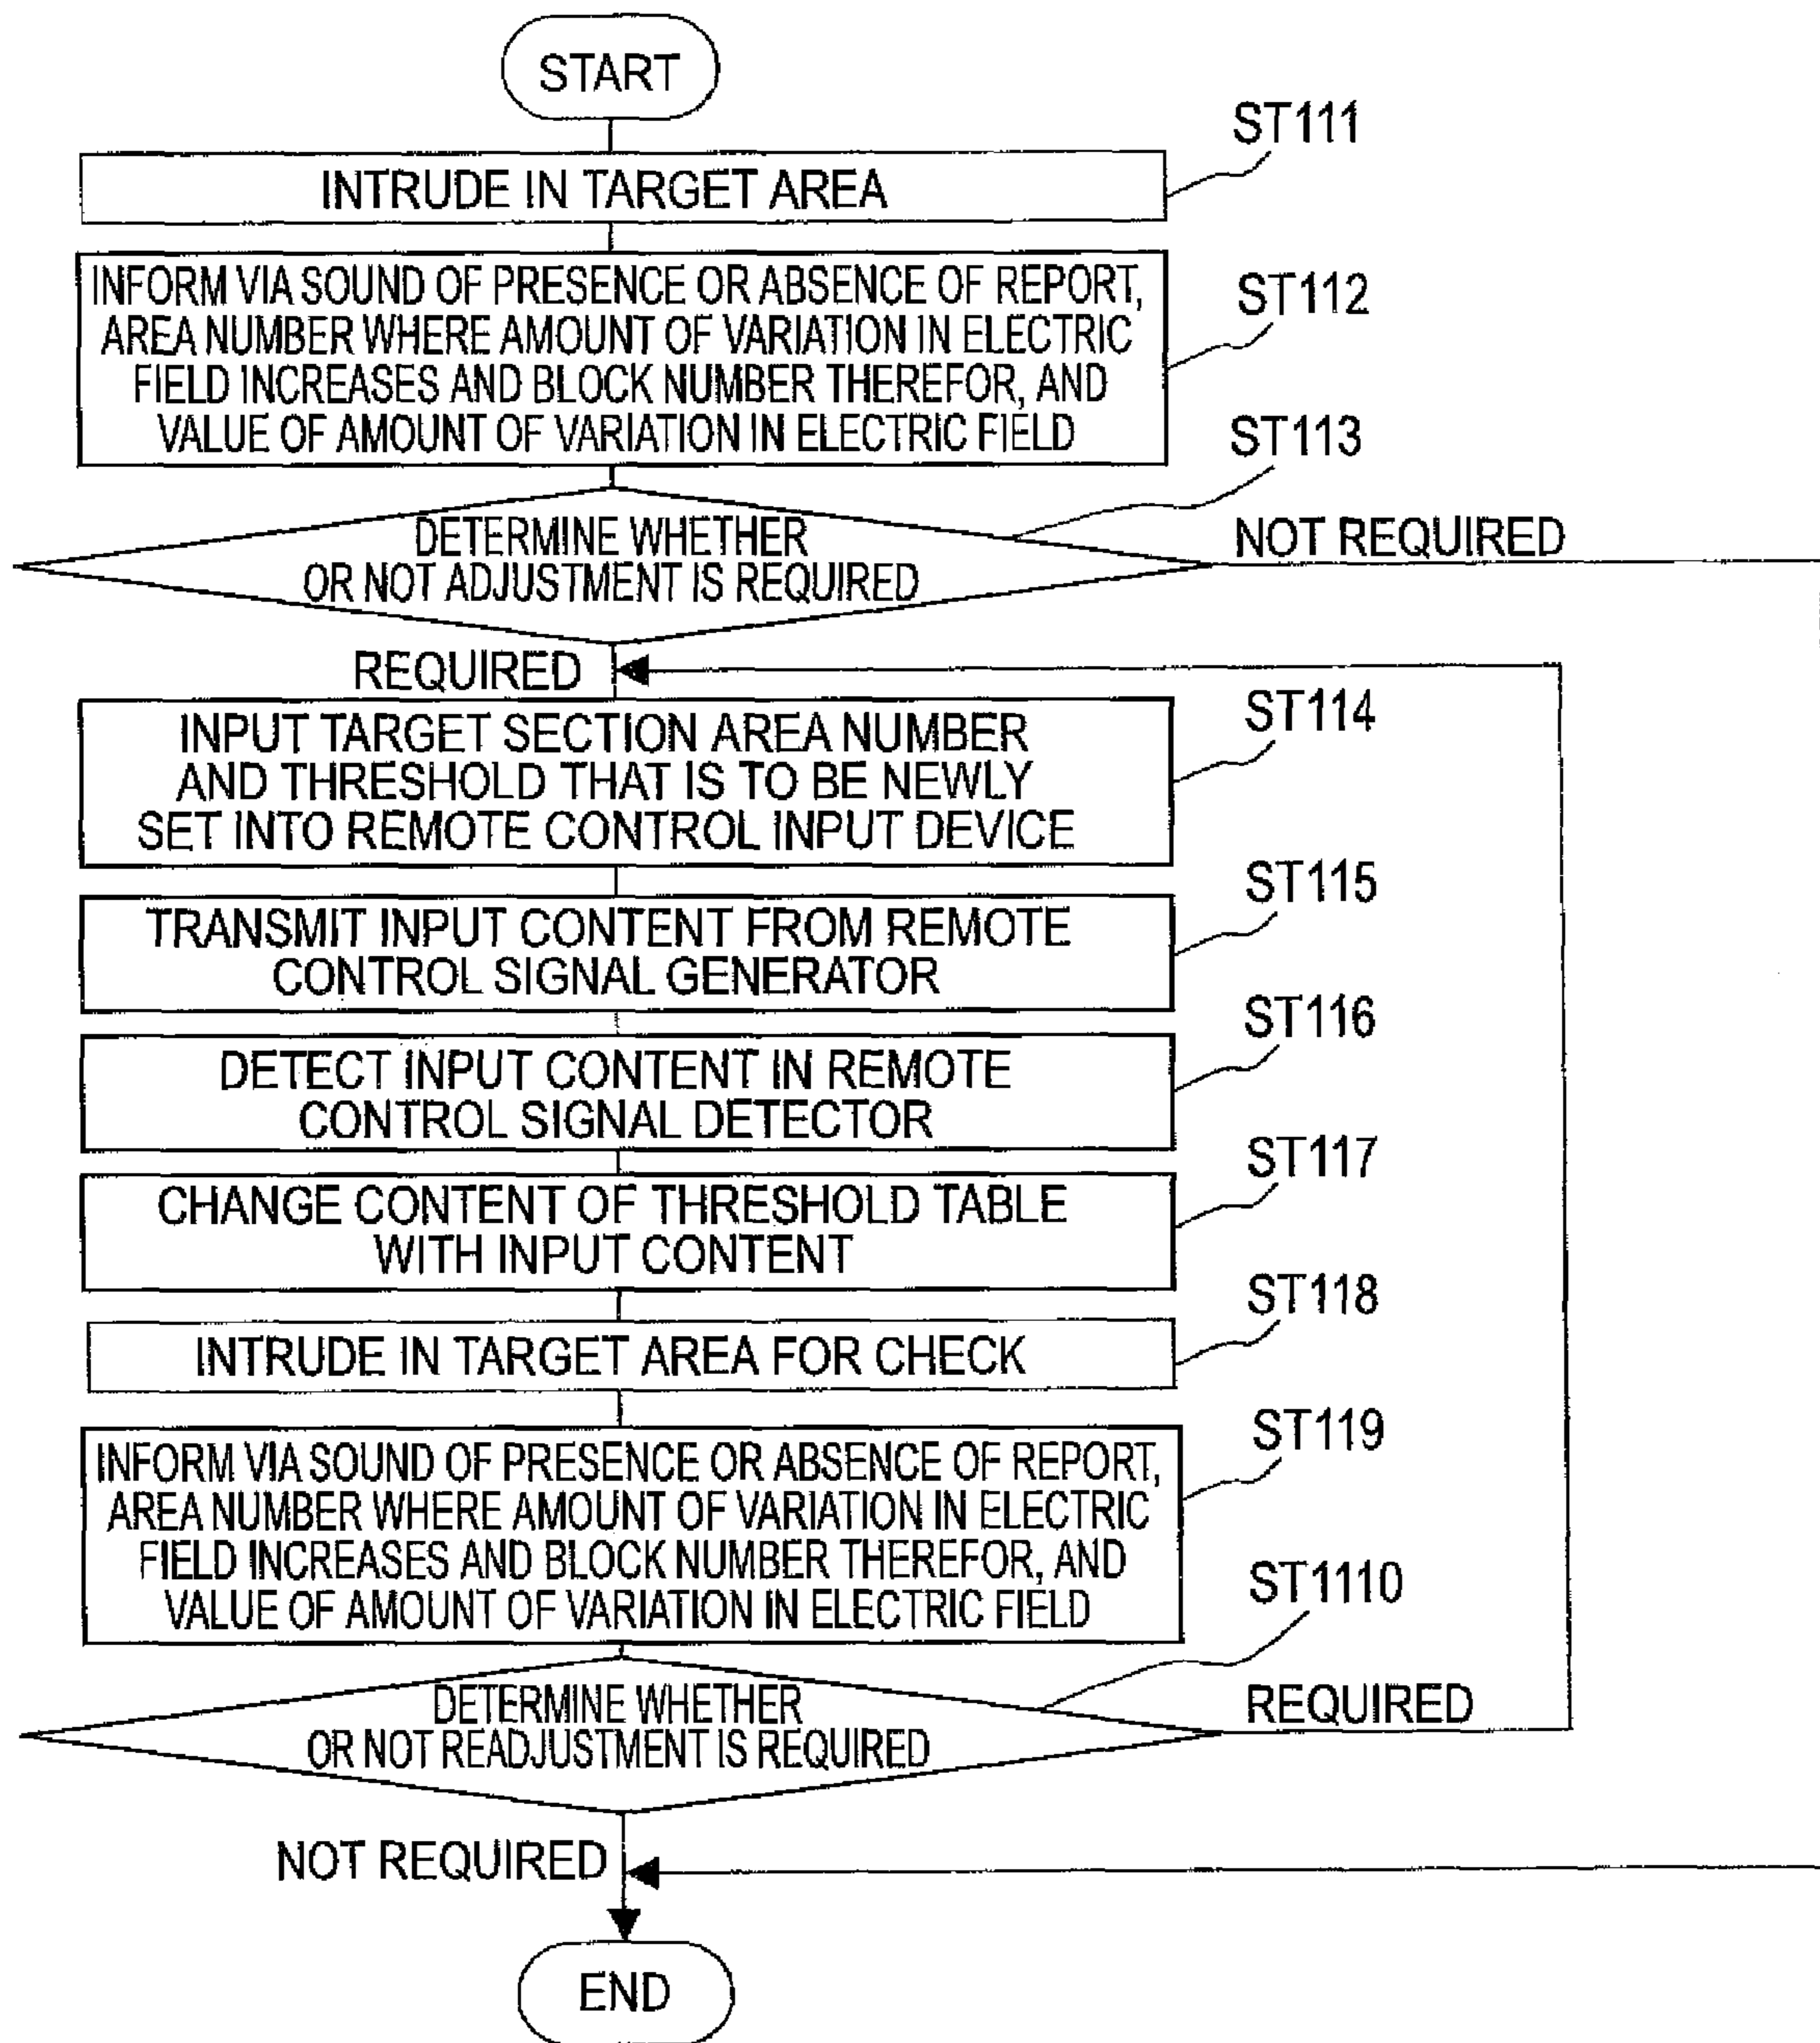 START
ST111
INTRUDE IN TARGET AREA
ST112
INFORM VIA SOUND OF PRESENCE OR ABSENCE OF REPORT,
AREA NUMBER WHERE AMOUNT OF VARIATION IN ELECTRIC
FIELD INCREASES AND BLOCK NUMBER THEREFOR, AND
VALUE OF AMOUNT OF VARIATION IN ELECTRIC FIELD
ST113
DETERMINE WHETHER
OR NOT ADJUSTMENT IS REQUIRED
NOT REQUIRED
REQUIRED
ST114
INPUT TARGET SECTION AREA NUMBER
AND THRESHOLD THAT IS TO BE NEWLY
SET INTO REMOTE CONTROL INPUT DEVICE
ST115
TRANSMIT INPUT CONTENT FROM REMOTE
CONTROL SIGNAL GENERATOR
ST116
DETECT INPUT CONTENT IN REMOTE
CONTROL SIGNAL DETECTOR
ST117
CHANGE CONTENT OF THRESHOLD TABLE
WITH INPUT CONTENT
ST118
INTRUDE IN TARGET AREA FOR CHECK
ST119
INFORM VIA SOUND OF PRESENCE OR ABSENCE OF REPORT,
AREA NUMBER WHERE AMOUNT OF VARIATION IN ELECTRIC
FIELD INCREASES AND BLOCK NUMBER THEREFOR, AND
VALUE OF AMOUNT OF VARIATION IN ELECTRIC FIELD
ST1110
DETERMINE WHETHER
OR NOT READJUSTMENT IS REQUIRED
REQUIRED
NOT REQUIRED
END